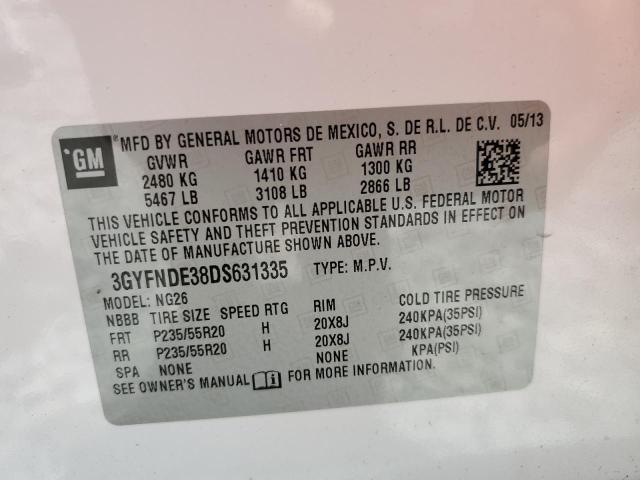 GM
® MFD BY GENERAL MOTORS DE MEXICO, S. DE R.L. DE C.V. 05/13
GVWR GAWR FRT GAWR RR
2480 KG 1410 KG 1300 KG
5467 LB 3108 LB 2866 LB
THIS VEHICLE CONFORMS TO ALL APPLICABLE U.S. FEDERAL MOTOR
VEHICLE SAFETY AND THEFT PREVENTION STANDARDS IN EFFECT ON
THE DATE OF MANUFACTURE SHOWN ABOVE.
3GYFNDE38DS631335 TYPE: M.P.V.
MODEL: NG26
NBBB TIRE SIZE SPEED RTG RIM COLD TIRE PRESSURE
FRT P235/55R20 H 20X8J 240KPA(35PSI)
RR P235/55R20 H 20X8J 240KPA(35PSI)
SPA NONE NONE KPA(PSI)
SEE OWNER'S MANUAL FOR MORE INFORMATION.